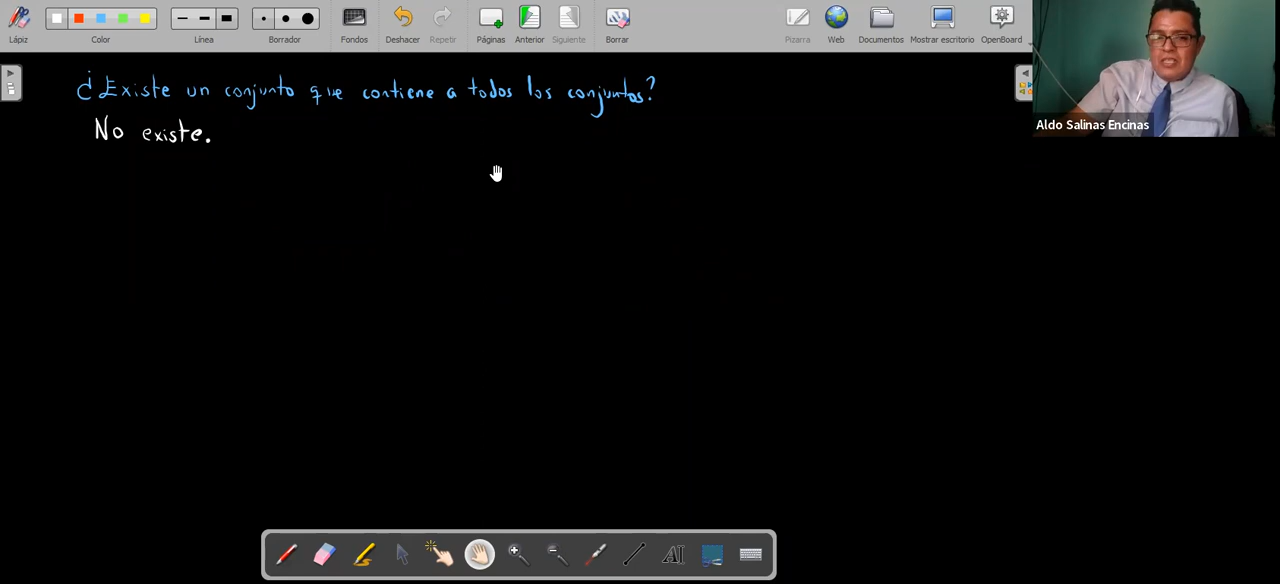 Lápiz Color Línea Borrador Fondos Deshacer Repetir Páginas Anterior Siguiente Borrar Pizarra Web Documentos Mostrar escritorio OpenBoard
¿Existe un conjunto que contiene a todos los conjuntos?
Aldo Salinas Encinas
No existe.
AI